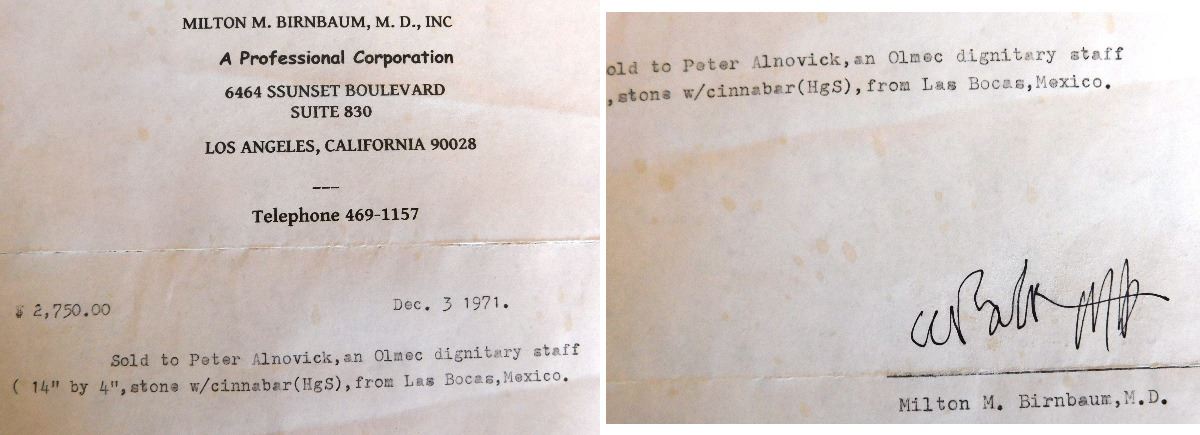 MILTON M. BIRNBAUM, M. D., INC
A Professional Corporation
6464 SSUNSET BOULEVARD
SUITE 830
LOS ANGELES, CALIFORNIA 90028
---
Telephone 469-1157
$ 2,750.00
Dec. 3 1971.
Sold to Peter Alnovick,an Olmec dignitary staff
( 14" by 4",stone w/cinnabar(HgS),from Las Bocas,Mexico.
old to Peter Alnovick,an Olmec dignitary staff
,stone w/cinnabar(HgS),from Las Bocas,Mexico.
Milton M. Birnbaum,M.D.